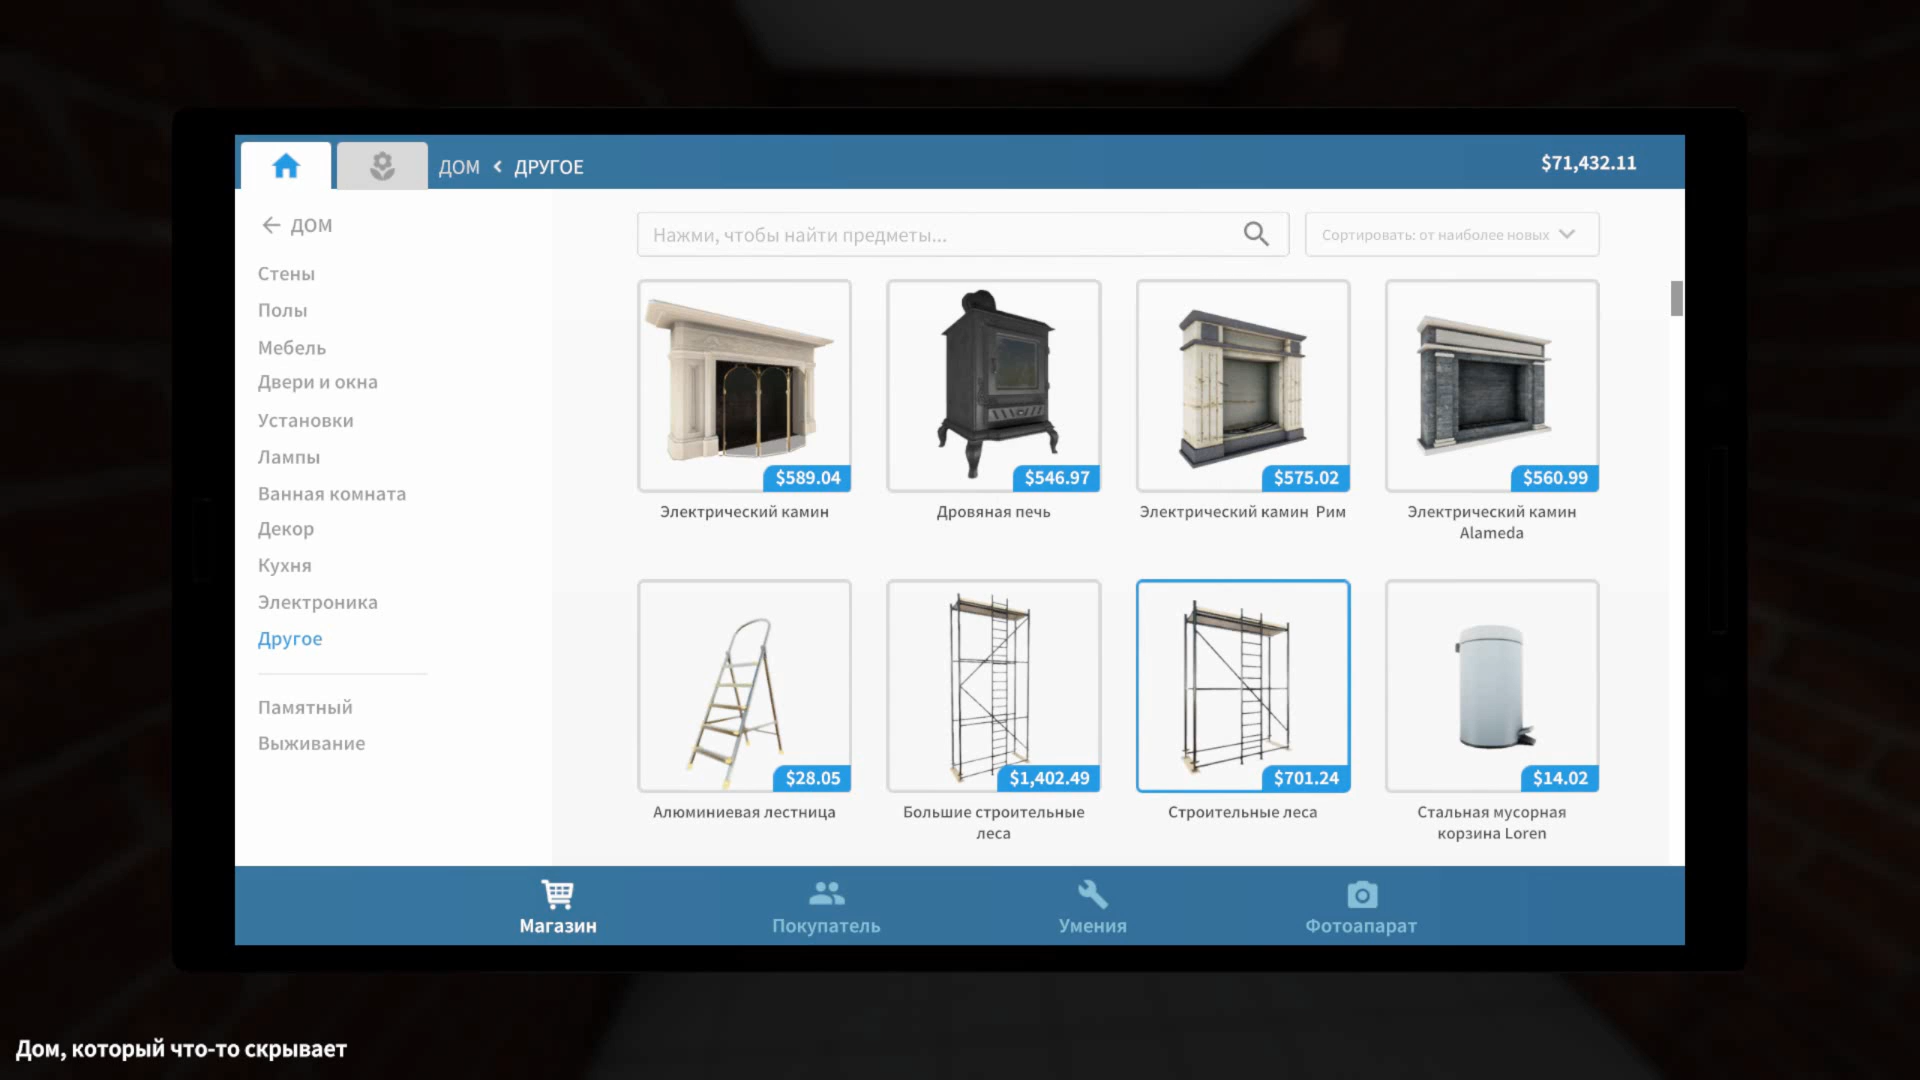 ДОМ ДРУГОЕ
$71,432.11
ДОМ
Стены
Полы
Мебель
Двери и окна
Установки
Лампы
Ванная комната
Декор
Кухня
Электроника
Другое
Памятный
Выживание
Нажми, чтобы найти предметы...
Сортировать: от наиболее новых
$589.04
$546.97
$575.02
$560.99
Электрический камин
Дровяная печь
Электрический камин Рим
Электрический камин
Alameda
$28.05
$1,402.49
$701.24
$14.02
Алюминиевая лестница
Большие строительные
леса
Строительные леса
Стальная мусорная
корзина Loren
Магазин
Покупатель
Умения
Фотоапарат
Дом, который что-то скрывает